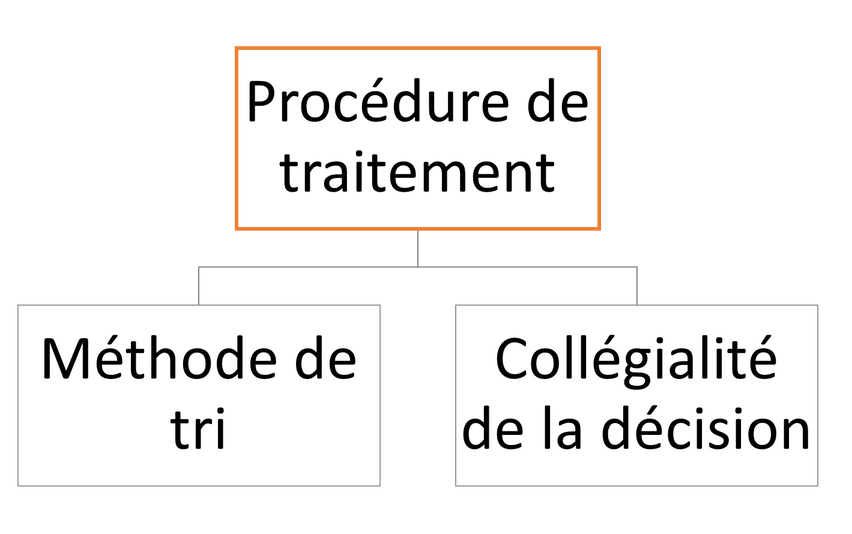 Procédure de
traitement
Méthode de
tri
Collégialité
de la décision